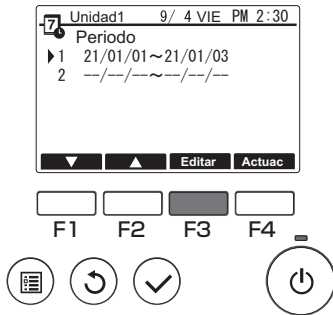 7 Unidad1 9/ 4 VIE PM 2:30
Periodo
1 21/01/01~21/01/03
2 --/--/--~--/--/--
Editar Actuac
F1 F2 F3 F4